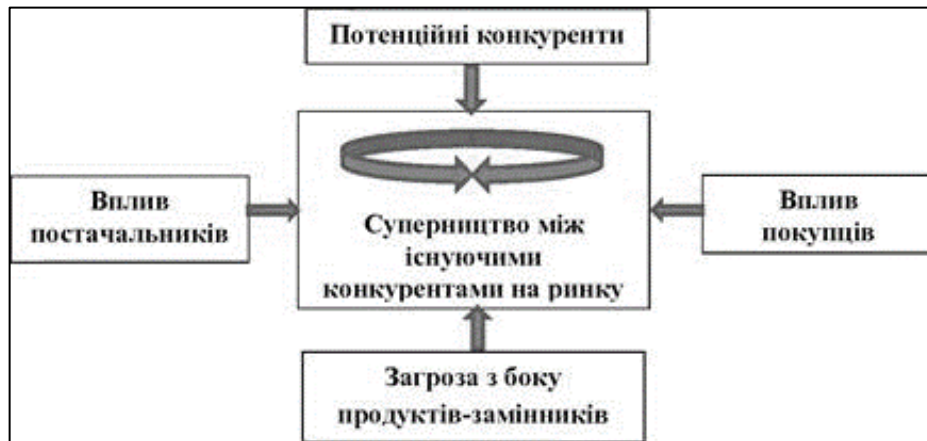 Потенційні конкуренти
Вплив
постачальників
Суперництво між
існуючими
конкурентами на ринку
Вплив
покупців
Загроза з боку
продуктів-замінників